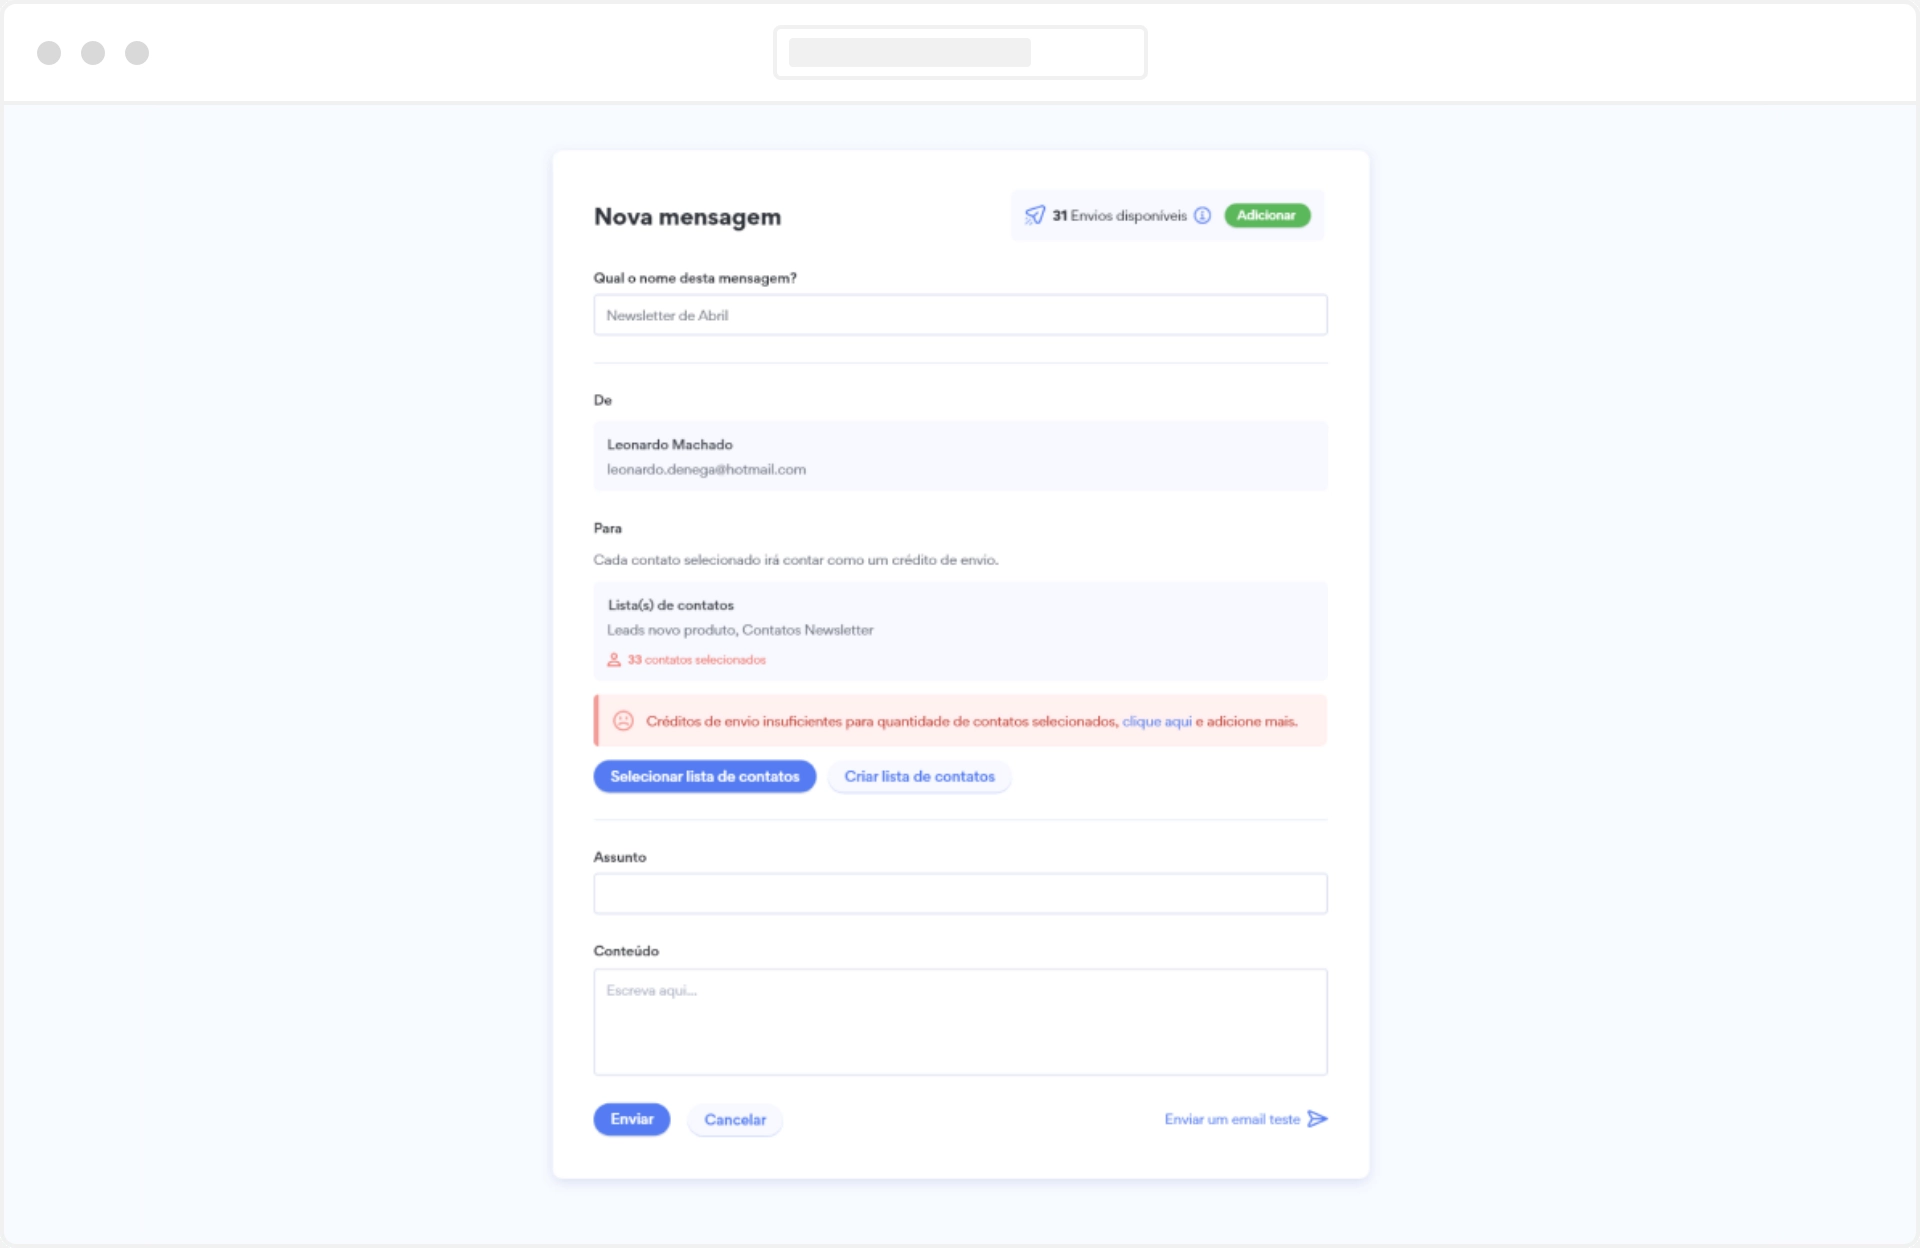 Nova mensagem
31 Envios disponíveis
Adicionar
Qual o nome desta mensagem?
Newsletter de Abril
De
Leonardo Machado
leonardo.denega@hotmail.com
Para
Cada contato selecionado irá contar como um crédito de envio.
Lista(s) de contatos
Leads novo produto, Contatos Newsletter
33 contatos selecionados
Créditos de envio insuficientes para quantidade de contatos selecionados, clique aqui e adicione mais.
Selecionar lista de contatos
Criar lista de contatos
Assunto
Conteúdo
Escreva aqui...
Enviar
Cancelar
Enviar um email teste